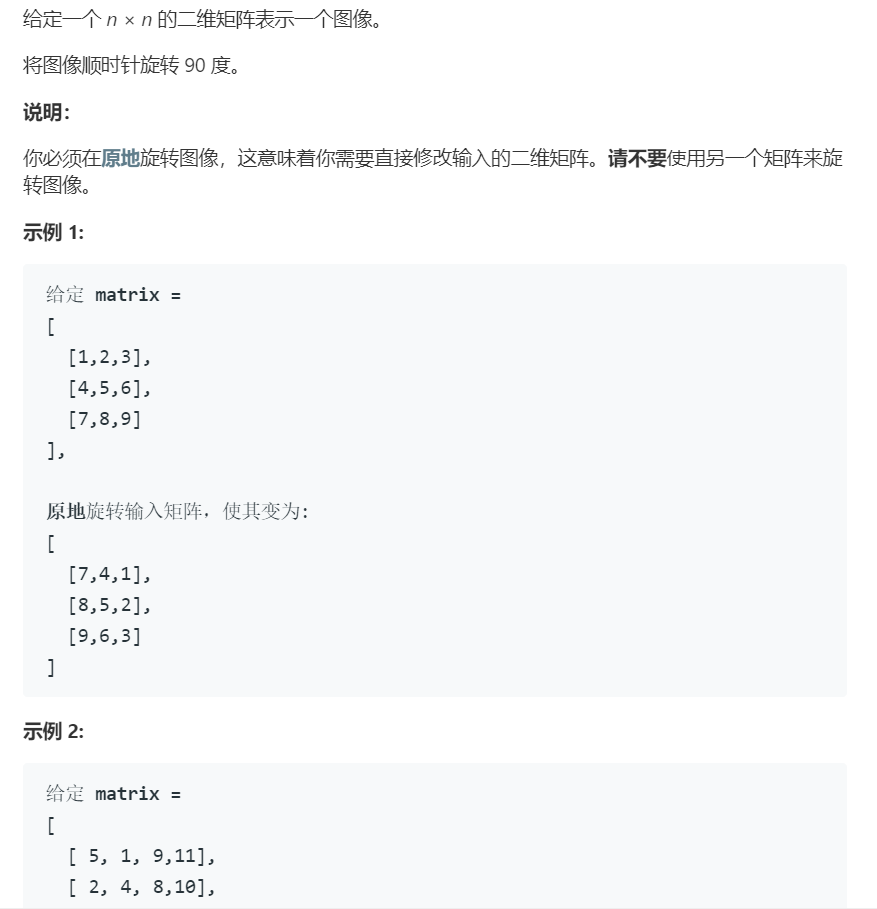 给定一个 n × n 的二维矩阵表示一个图像。
将图像顺时针旋转 90 度。
说明：
你必须在原地旋转图像，这意味着你需要直接修改输入的二维矩阵。请不要使用另一个矩阵来旋
转图像。
示例 1:
给定 matrix =
[
[1,2,3],
[4,5,6],
[7,8,9]
],
原地旋转输入矩阵，使其变为:
[
[7,4,1],
[8,5,2],
[9,6,3]
]
示例 2:
给定 matrix =
[
[ 5, 1, 9,11],
[ 2, 4, 8,10],